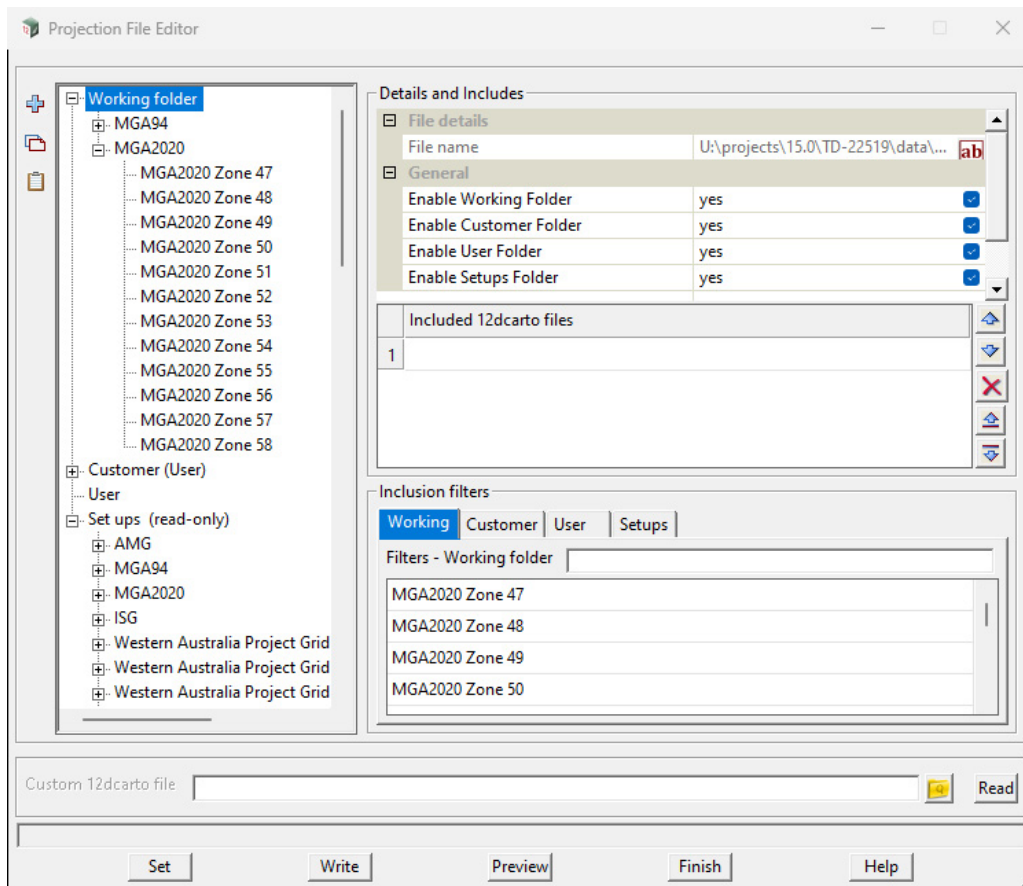 Projection File Editor
Working folder
MGA94
MGA2020
MGA2020 Zone 47
MGA2020 Zone 48
MGA2020 Zone 49
MGA2020 Zone 50
MGA2020 Zone 51
MGA2020 Zone 52
MGA2020 Zone 53
MGA2020 Zone 54
MGA2020 Zone 55
MGA2020 Zone 56
MGA2020 Zone 57
MGA2020 Zone 58
Customer (User)
User
Set ups (read-only)
AMG
MGA94
MGA2020
ISG
Western Australia Project Grid
Western Australia Project Grid
Western Australia Project Grid
Details and Includes
File details
File name U:\projects\15.0\TD-22519\data\... ab
General
Enable Working Folder yes
Enable Customer Folder yes
Enable User Folder yes
Enable Setups Folder yes
Included 12dcarto files
1
Inclusion filters
Working Customer User Setups
Filters - Working folder
MGA2020 Zone 47
MGA2020 Zone 48
MGA2020 Zone 49
MGA2020 Zone 50
Custom 12dcarto file Read
Set Write Preview Finish Help